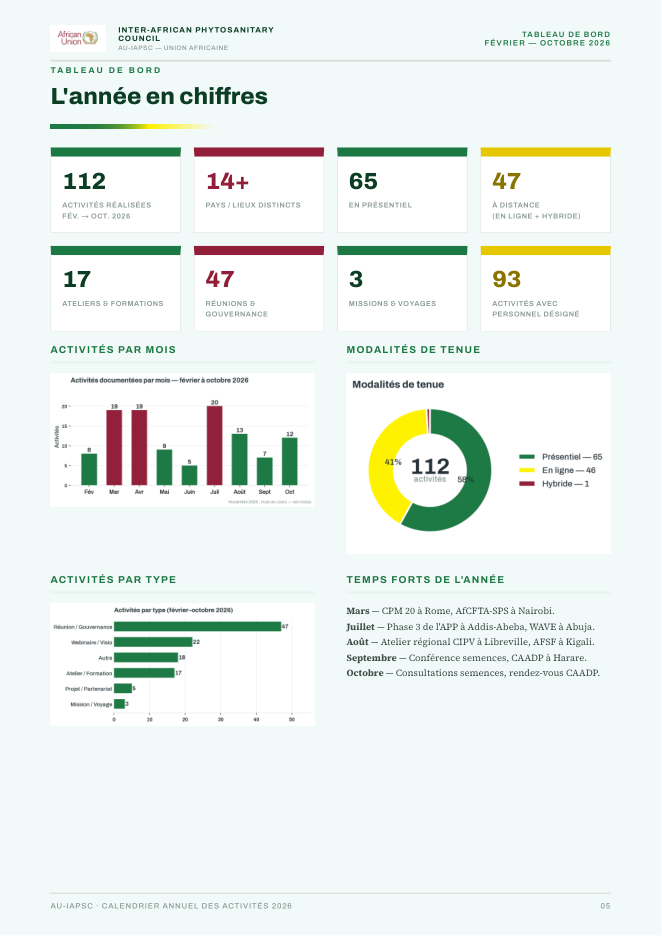 African
Union
INTER-AFRICAN PHYTOSANITARY
COUNCIL
AU-IAPSC — UNION AFRICAINE
TABLEAU DE BORD
FÉVRIER — OCTOBRE 2026
TABLEAU DE BORD
L'année en chiffres
112
ACTIVITÉS RÉALISÉES
FÉV. → OCT. 2026
14+
PAYS / LIEUX DISTINCTS
65
EN PRÉSENTIEL
47
À DISTANCE
(EN LIGNE + HYBRIDE)
17
ATELIERS & FORMATIONS
47
RÉUNIONS &
GOUVERNANCE
3
MISSIONS & VOYAGES
93
ACTIVITÉS AVEC
PERSONNEL DÉSIGNÉ
ACTIVITÉS PAR MOIS
Activités documentées par mois — février à octobre 2026
Activités
20
15
10
5
0
8
19
19
9
5
20
13
7
12
Fév
Mar
Avr
Mai
Juin
Juil
Août
Sept
Oct
MODALITÉS DE TENUE
Modalités de tenue
41%
112
activités
58%
Présentiel — 65
En ligne — 46
Hybride — 1
ACTIVITÉS PAR TYPE
Activités par type (février–octobre 2026)
Réunion / Gouvernance 47
Webinaire / Visio 22
Autre 18
Atelier / Formation 17
Projet / Partenariat 5
Mission / Voyage 3
0 10 20 30 40 50
TEMPS FORTS DE L'ANNÉE
Mars — CPM 20 à Rome, AfCFTA-SPS à Nairobi.
Juillet — Phase 3 de l'APP à Addis-Abeba, WAVE à Abuja.
Août — Atelier régional CIPV à Libreville, AFSF à Kigali.
Septembre — Conférence semences, CAADP à Harare.
Octobre — Consultations semences, rendez-vous CAADP.
AU-IAPSC · CALENDRIER ANNUEL DES ACTIVITÉS 2026
05